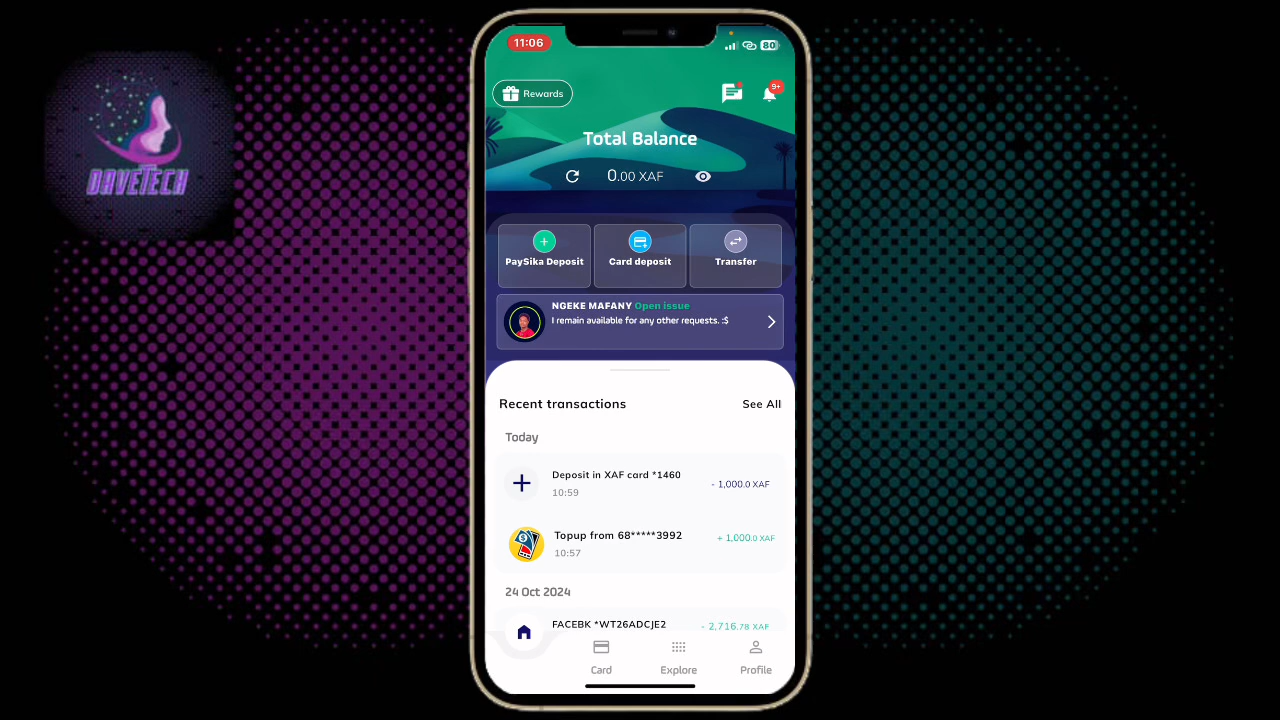 DAVETECH
11:06
80
Rewards
9+
Total Balance
0.00 XAF
PaySika Deposit
Card deposit
Transfer
NGEKE MAFANY Open issue
I remain available for any other requests. :$
Recent transactions
See All
Today
Deposit in XAF card *1460
- 1,000.0 XAF
10:59
Topup from 68*****3992
+ 1,000.0 XAF
10:57
24 Oct 2024
FACEBK *WT26ADCJE2
- 2,716.78 XAF
Card
Explore
Profile